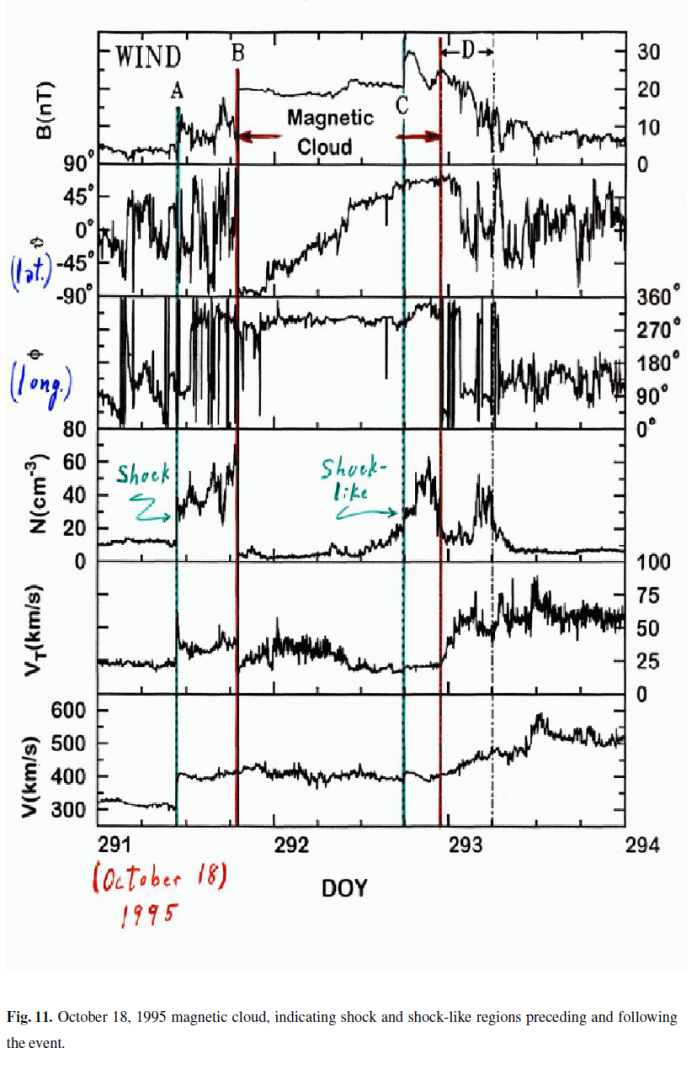 WIND
A
B
C
D
Magnetic
Cloud
B(nT)
30
20
10
0
ϑ
(lat.)
90°
45°
0°
-45°
-90°
ϕ
(long.)
360°
270°
180°
90°
0°
N(cm-3)
80
60
40
20
0
Shock
Shock-
like
VT(km/s)
100
75
50
25
0
V(km/s)
600
500
400
300
291
292
293
294
(October 18)
1995
DOY
Fig. 11. October 18, 1995 magnetic cloud, indicating shock and shock-like regions preceding and following
the event.